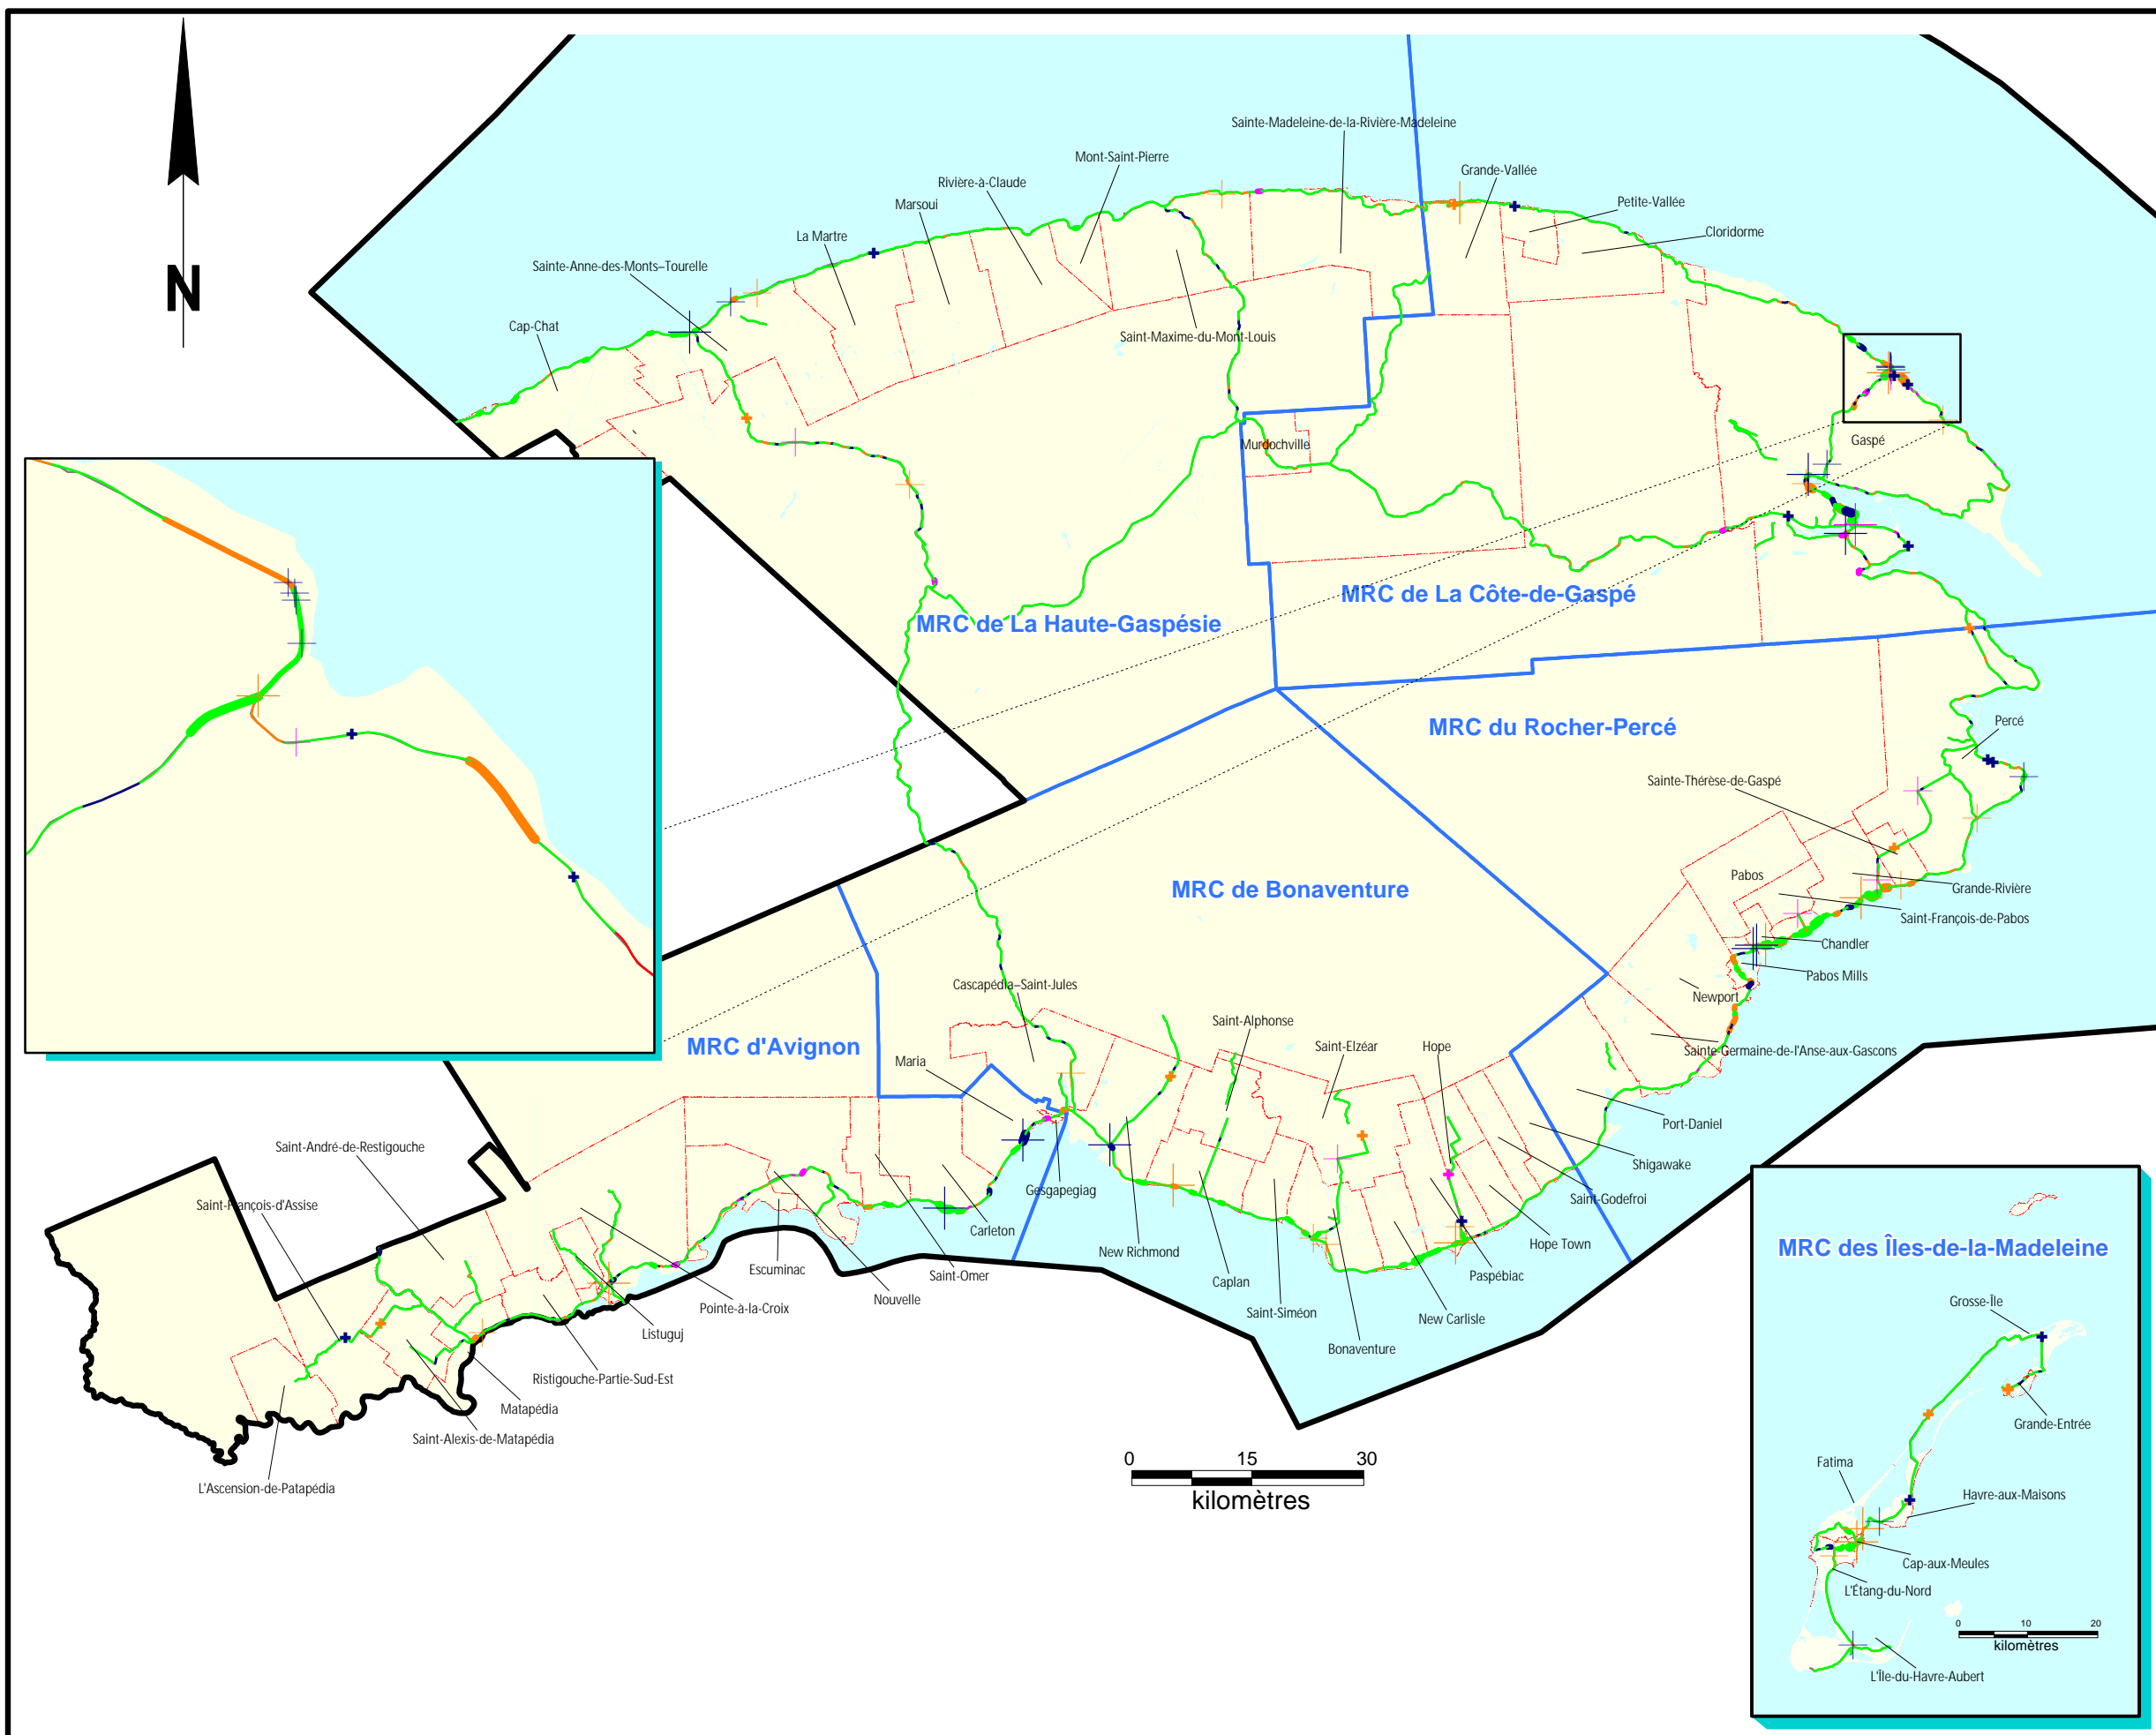 Sainte-Madeleine-de-la-Rivière-Madeleine
Mont-Saint-Pierre
Grande-Vallée
Rivière-à-Claude
Petite-Vallée
Marsoui
Cloridorme
La Martre
Sainte-Anne-des-Monts–Tourelle
N
Cap-Chat
Saint-Maxime-du-Mont-Louis
Murdochville
Gaspé
MRC de La Côte-de-Gaspé
MRC de La Haute-Gaspésie
MRC du Rocher-Percé
Percé
Sainte-Thérèse-de-Gaspé
Pabos
MRC de Bonaventure
Grande-Rivière
Saint-François-de-Pabos
Chandler
Pabos Mills
Cascapédia–Saint-Jules
Newport
Saint-Alphonse
MRC d'Avignon
Saint-Elzéar
Hope
Sainte-Germaine-de-l'Anse-aux-Gascons
Maria
Port-Daniel
Saint-André-de-Restigouche
Shigawake
Gesgapegiag
Saint-Godefroi
Saint-François-d'Assise
Carleton
New Richmond
Hope Town
MRC des Îles-de-la-Madeleine
Escuminac
Saint-Omer
Caplan
Paspébiac
Nouvelle
Pointe-à-la-Croix
Saint-Siméon
New Carlisle
Grosse-Île
Listuguj
Bonaventure
Ristigouche-Partie-Sud-Est
Matapédia
Grande-Entrée
Saint-Alexis-de-Matapédia
0 15 30
kilomètres
Fatima
L'Ascension-de-Patapédia
Havre-aux-Maisons
Cap-aux-Meules
L'Étang-du-Nord
0 10 20
kilomètres
L'Île-du-Havre-Aubert